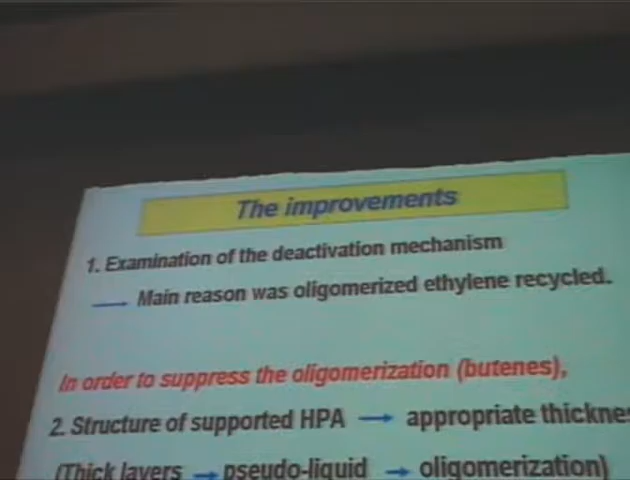 The improvements
1. Examination of the deactivation mechanism
Main reason was oligomerized ethylene recycled.
In order to suppress the oligomerization (butenes),
2. Structure of supported HPA → appropriate thicknes
(Thick layers → pseudo-liquid → oligomerization)